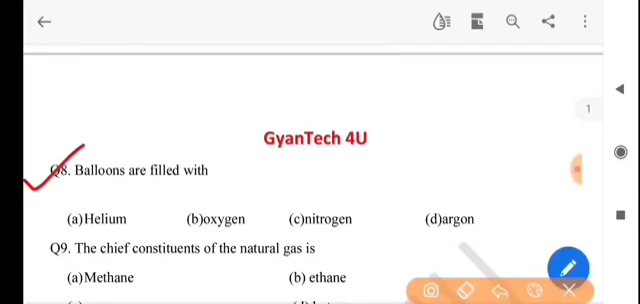 1
GyanTech 4U
Q8. Balloons are filled with
(a)Helium (b)oxygen (c)nitrogen (d)argon
Q9. The chief constituents of the natural gas is
(a)Methane (b) ethane